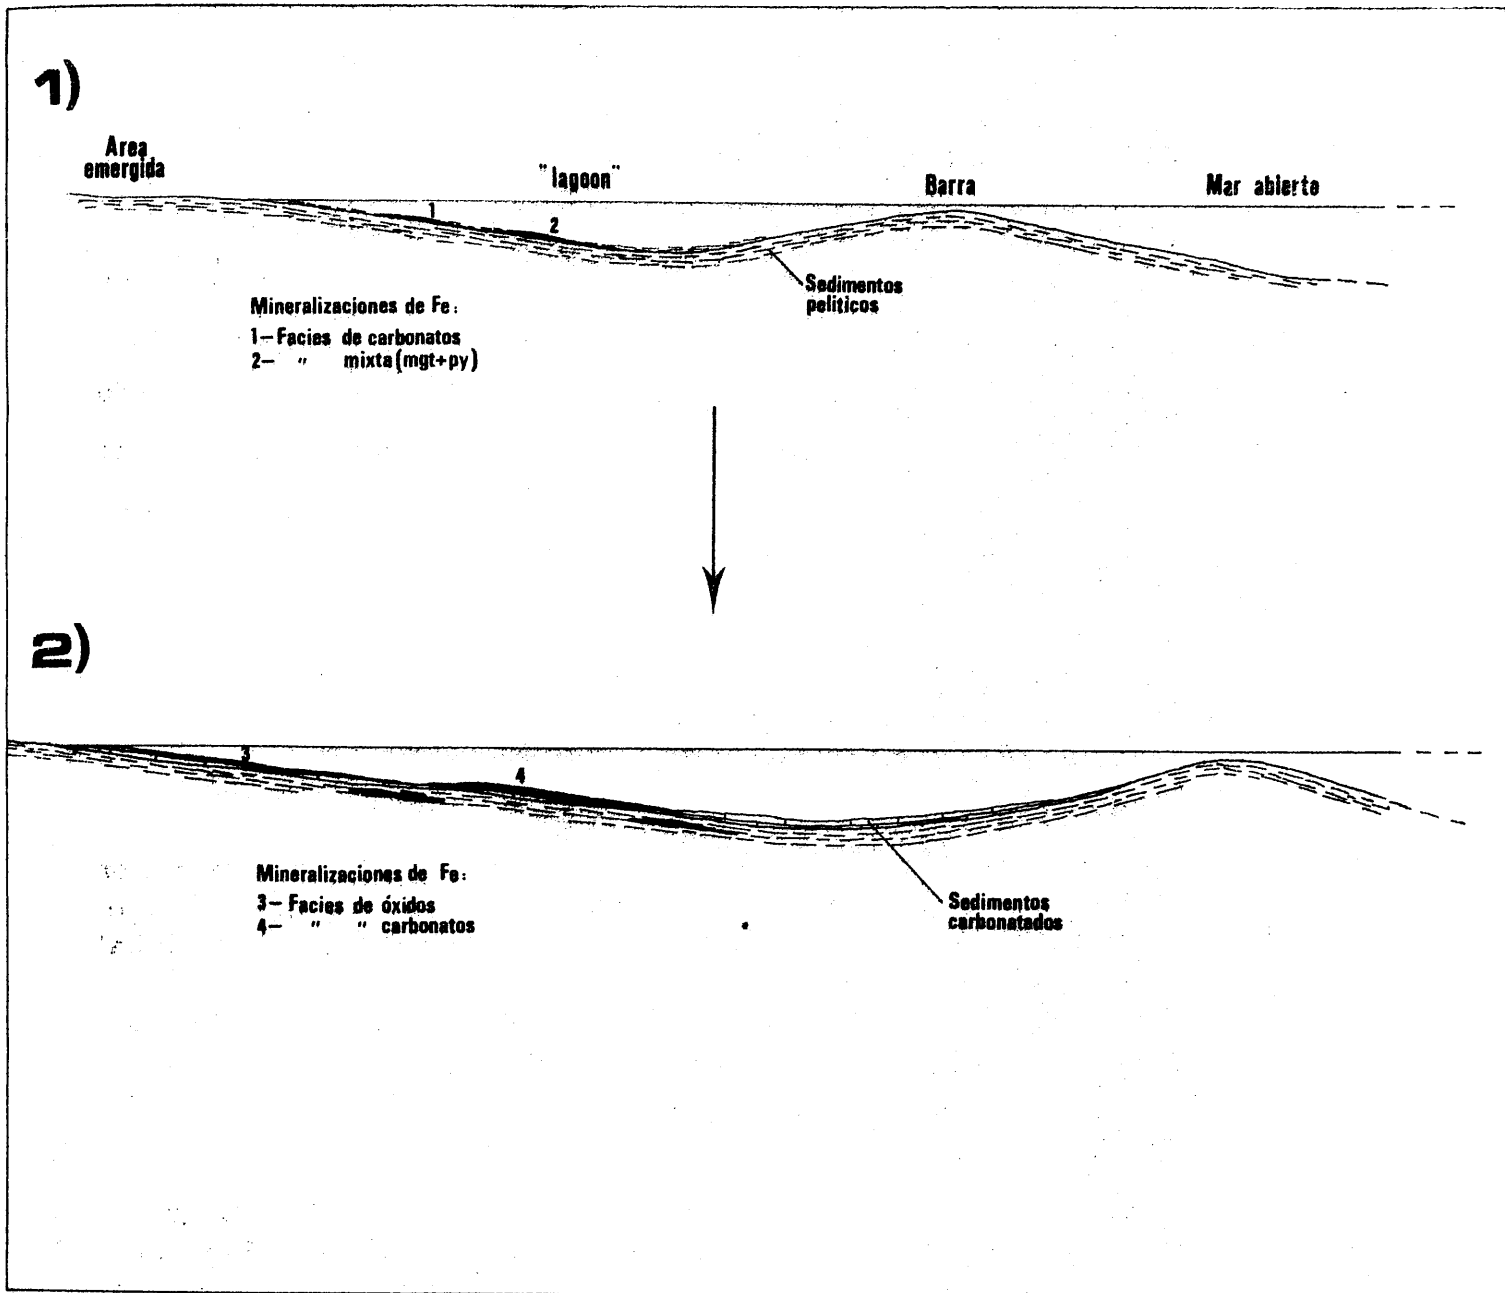 1)
Area
emergida
"lagoon"
Barra
Mar abierto
1
2
Sedimentos
peliticos
Mineralizaciones de Fe:
1-Facies de carbonatos
2- " mixta(mgt+py)
2)
3
4
Mineralizaciones de Fe:
3- Facies de óxidos
4- " " carbonatos
Sedimentos
carbonatados